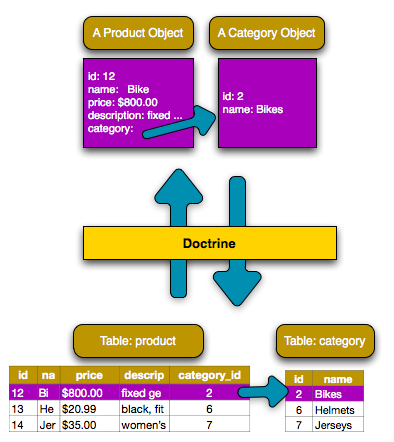 A Product Object
A Category Object
id: 12
name: Bike
price: $800.00
description: fixed ...
category:
id: 2
name: Bikes
Doctrine
Table: product
Table: category
id na price descrip category_id
12 Bi $800.00 fixed ge 2
13 He $20.99 black, fit 6
14 Jer $35.00 women's 7
id name
2 Bikes
6 Helmets
7 Jerseys